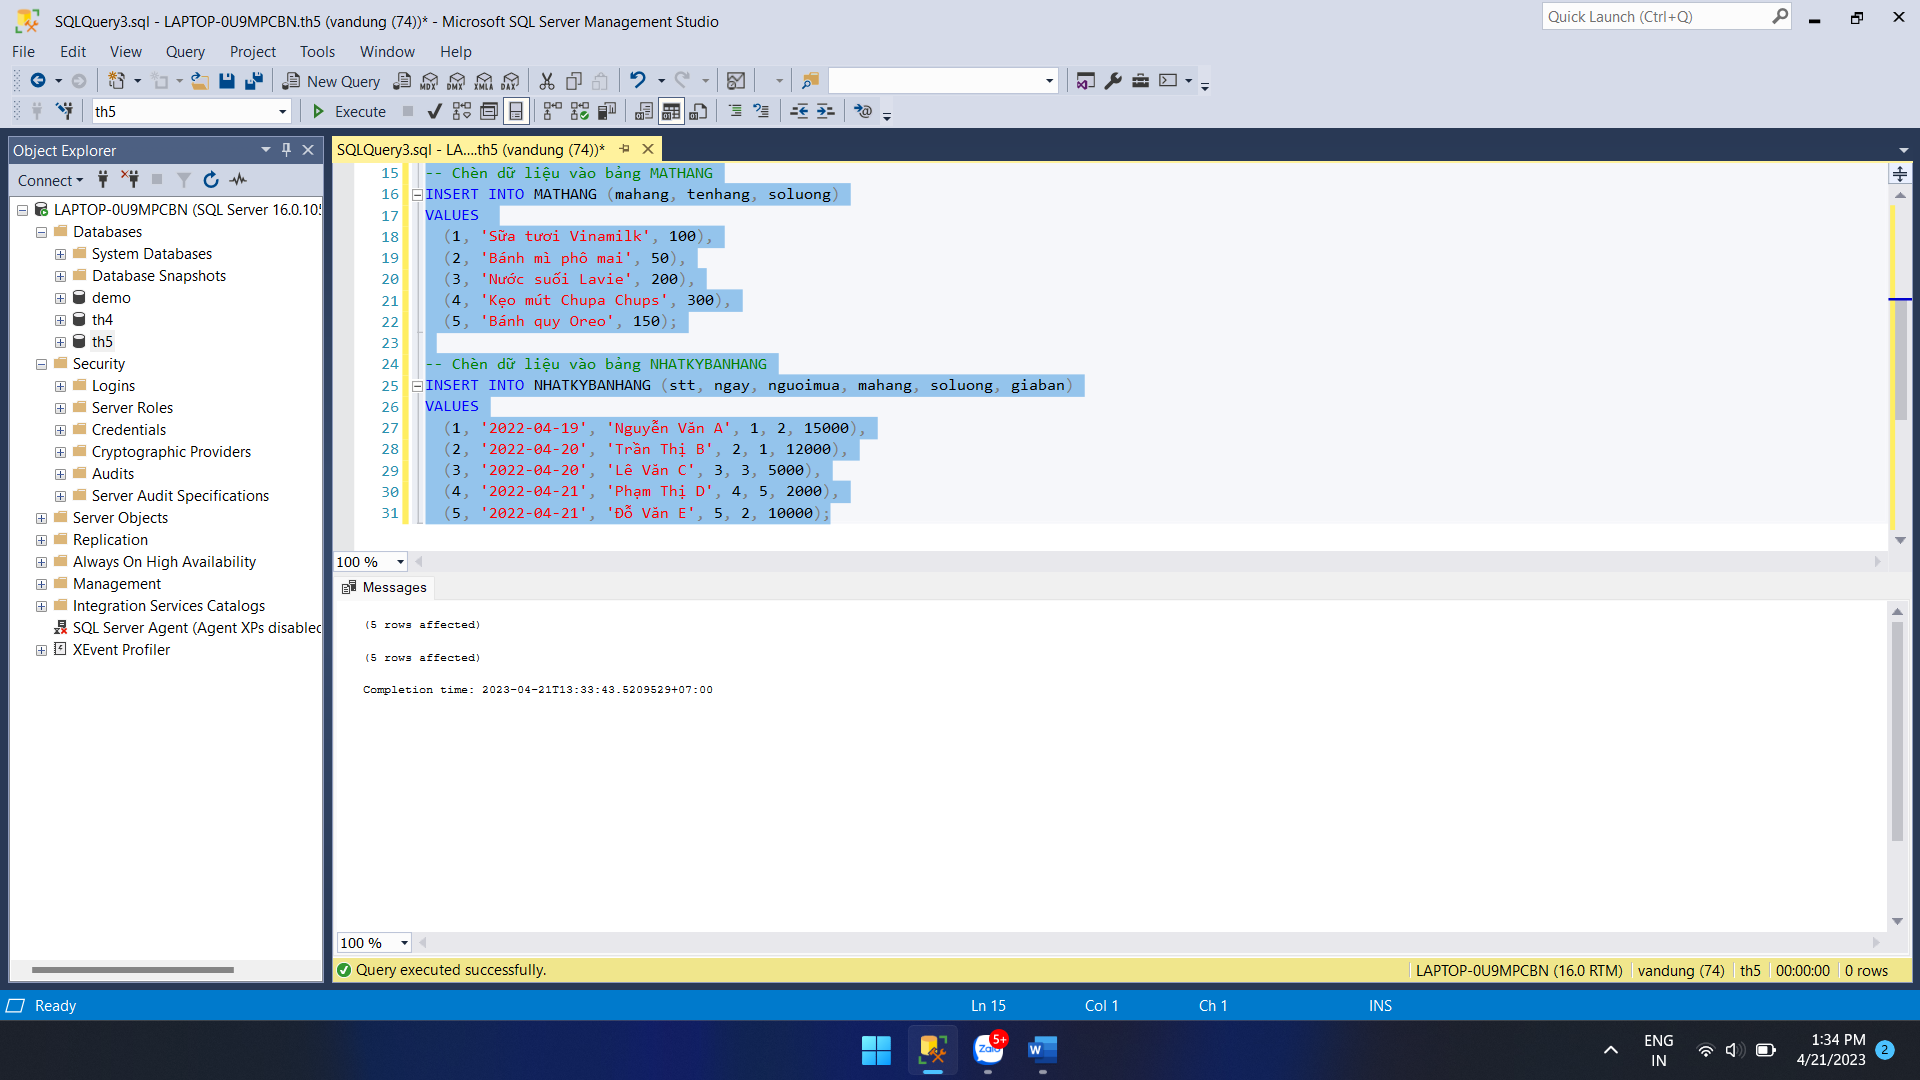 SQLQuery3.sql - LAPTOP-0U9MPCBN.th5 (vandung (74))* - Microsoft SQL Server Management Studio
Quick Launch (Ctrl+Q)
File Edit View Query Project Tools Window Help
New Query MDX DMX XMLA DAX
th5 Execute
Object Explorer
Connect
LAPTOP-0U9MPCBN (SQL Server 16.0.105
Databases
System Databases
Database Snapshots
demo
th4
th5
Security
Logins
Server Roles
Credentials
Cryptographic Providers
Audits
Server Audit Specifications
Server Objects
Replication
Always On High Availability
Management
Integration Services Catalogs
SQL Server Agent (Agent XPs disabled
XEvent Profiler
SQLQuery3.sql - LA....th5 (vandung (74))*
15 -- Chèn dữ liệu vào bảng MATHANG
16 INSERT INTO MATHANG (mahang, tenhang, soluong)
17 VALUES
18 (1, 'Sữa tươi Vinamilk', 100),
19 (2, 'Bánh mì phô mai', 50),
20 (3, 'Nước suối Lavie', 200),
21 (4, 'Kẹo mút Chupa Chups', 300),
22 (5, 'Bánh quy Oreo', 150);
23
24 -- Chèn dữ liệu vào bảng NHATKYBANHANG
25 INSERT INTO NHATKYBANHANG (stt, ngay, nguoimua, mahang, soluong, giaban)
26 VALUES
27 (1, '2022-04-19', 'Nguyễn Văn A', 1, 2, 15000),
28 (2, '2022-04-20', 'Trần Thị B', 2, 1, 12000),
29 (3, '2022-04-20', 'Lê Văn C', 3, 3, 5000),
30 (4, '2022-04-21', 'Phạm Thị D', 4, 5, 2000),
31 (5, '2022-04-21', 'Đỗ Văn E', 5, 2, 10000);
100 %
Messages
(5 rows affected)
(5 rows affected)
Completion time: 2023-04-21T13:33:43.5209529+07:00
100 %
Query executed successfully.
LAPTOP-0U9MPCBN (16.0 RTM) vandung (74) th5 00:00:00 0 rows
Ready Ln 15 Col 1 Ch 1 INS
Zalo 5+ W
ENG
IN
1:34 PM
4/21/2023
2